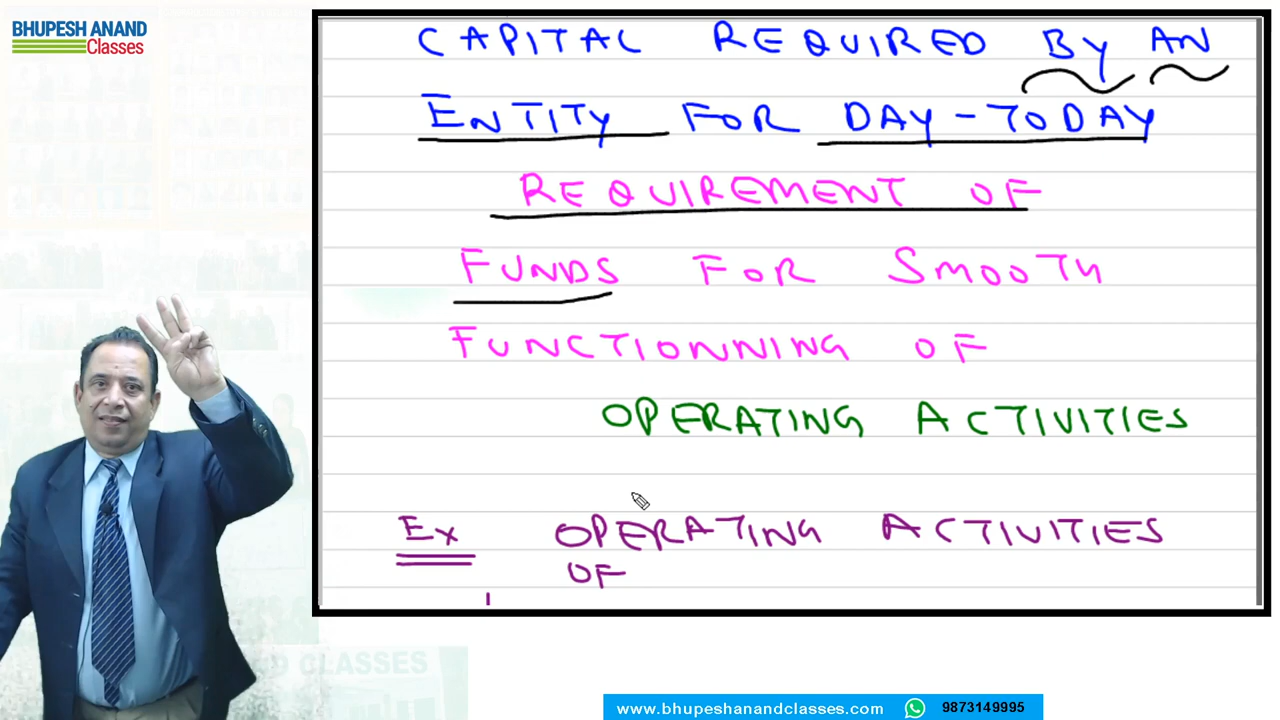 BHUPESH ANAND
Classes
CAPITAL REQUIRED BY AN
ENTITY FOR DAY-TODAY
REQUIREMENT OF
FUNDS FOR SMOOTH
FUNCTIONNING OF
OPERATING ACTIVITIES
Ex OPERATING ACTIVITIES
OF
CLASSES
www.bhupeshanandclasses.com 9873149995